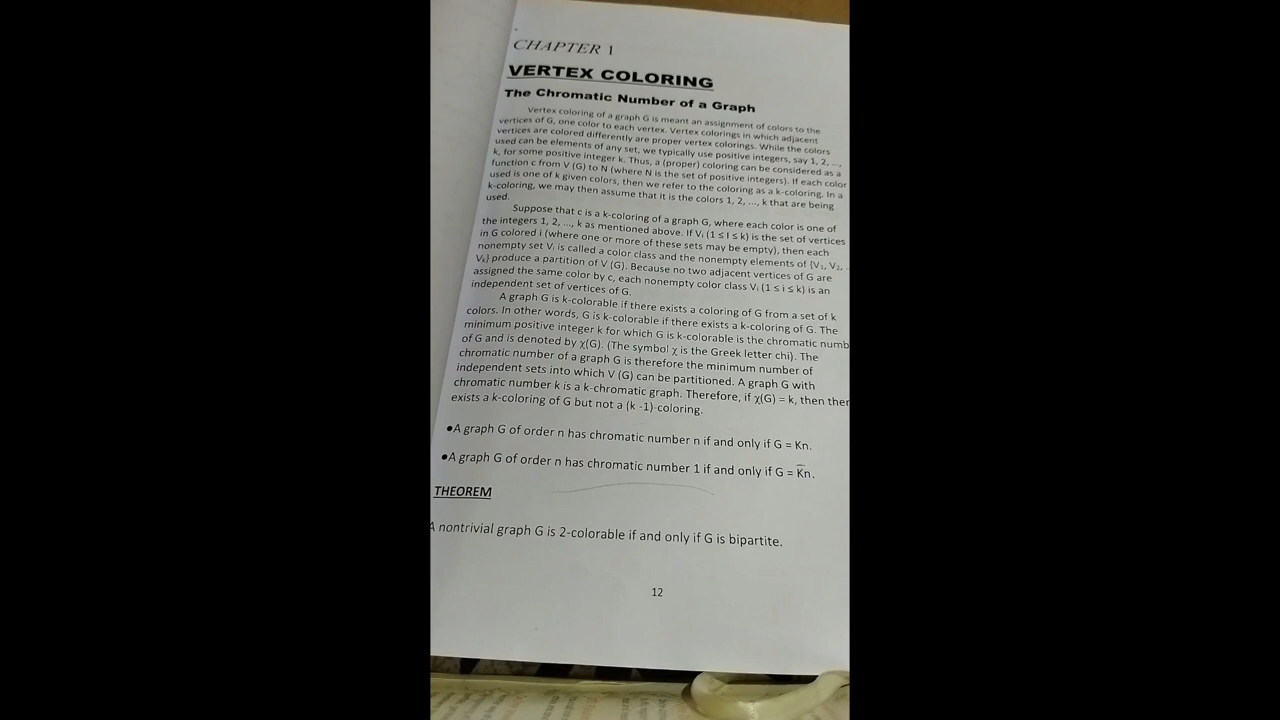 CHAPTER 1
VERTEX COLORING
The Chromatic Number of a Graph
Vertex coloring of a graph G is meant an assignment of colors to the
vertices of G, one color to each vertex. Vertex colorings in which adjacent
vertices are colored differently are proper vertex colorings. While the colors
used can be elements of any set, we typically use positive integers, say 1, 2, ...,
k, for some positive integer k. Thus, a (proper) coloring can be considered as a
function c from V (G) to N (where N is the set of positive integers). If each color
used is one of k given colors, then we refer to the coloring as a k-coloring. In a
k-coloring, we may then assume that it is the colors 1, 2, ..., k that are being
used.
Suppose that c is a k-coloring of a graph G, where each color is one of
the integers 1, 2, ..., k as mentioned above. If Vᵢ (1 ≤ I ≤ k) is the set of vertices
in G colored i (where one or more of these sets may be empty), then each
nonempty set Vᵢ is called a color class and the nonempty elements of {V₁, V₂, .
Vₖ} produce a partition of V (G). Because no two adjacent vertices of G are
assigned the same color by c, each nonempty color class Vᵢ (1 ≤ i ≤ k) is an
independent set of vertices of G.
A graph G is k-colorable if there exists a coloring of G from a set of k
colors. In other words, G is k-colorable if there exists a k-coloring of G. The
minimum positive integer k for which G is k-colorable is the chromatic numb
of G and is denoted by χ(G). (The symbol χ is the Greek letter chi). The
chromatic number of a graph G is therefore the minimum number of
independent sets into which V (G) can be partitioned. A graph G with
chromatic number k is a k-chromatic graph. Therefore, if χ(G) = k, then ther
exists a k-coloring of G but not a (k -1)-coloring.
●A graph G of order n has chromatic number n if and only if G = Kn.
●A graph G of order n has chromatic number 1 if and only if G = K̅n.
THEOREM
A nontrivial graph G is 2-colorable if and only if G is bipartite.
12